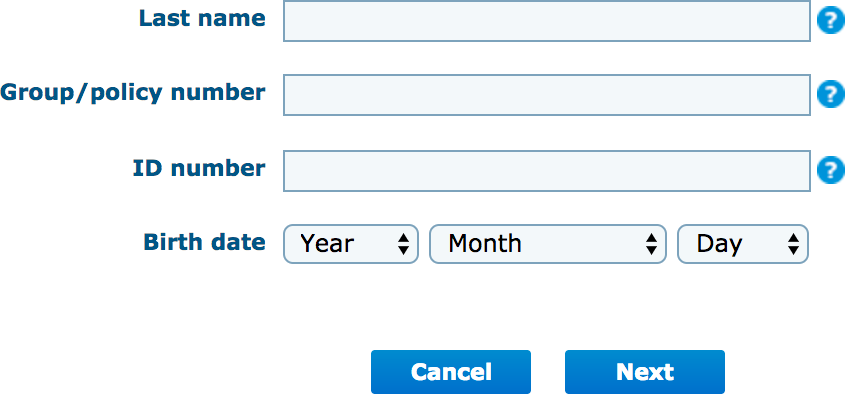 Last name ?
Group/policy number ?
ID number ?
Birth date Year Month Day
Cancel Next